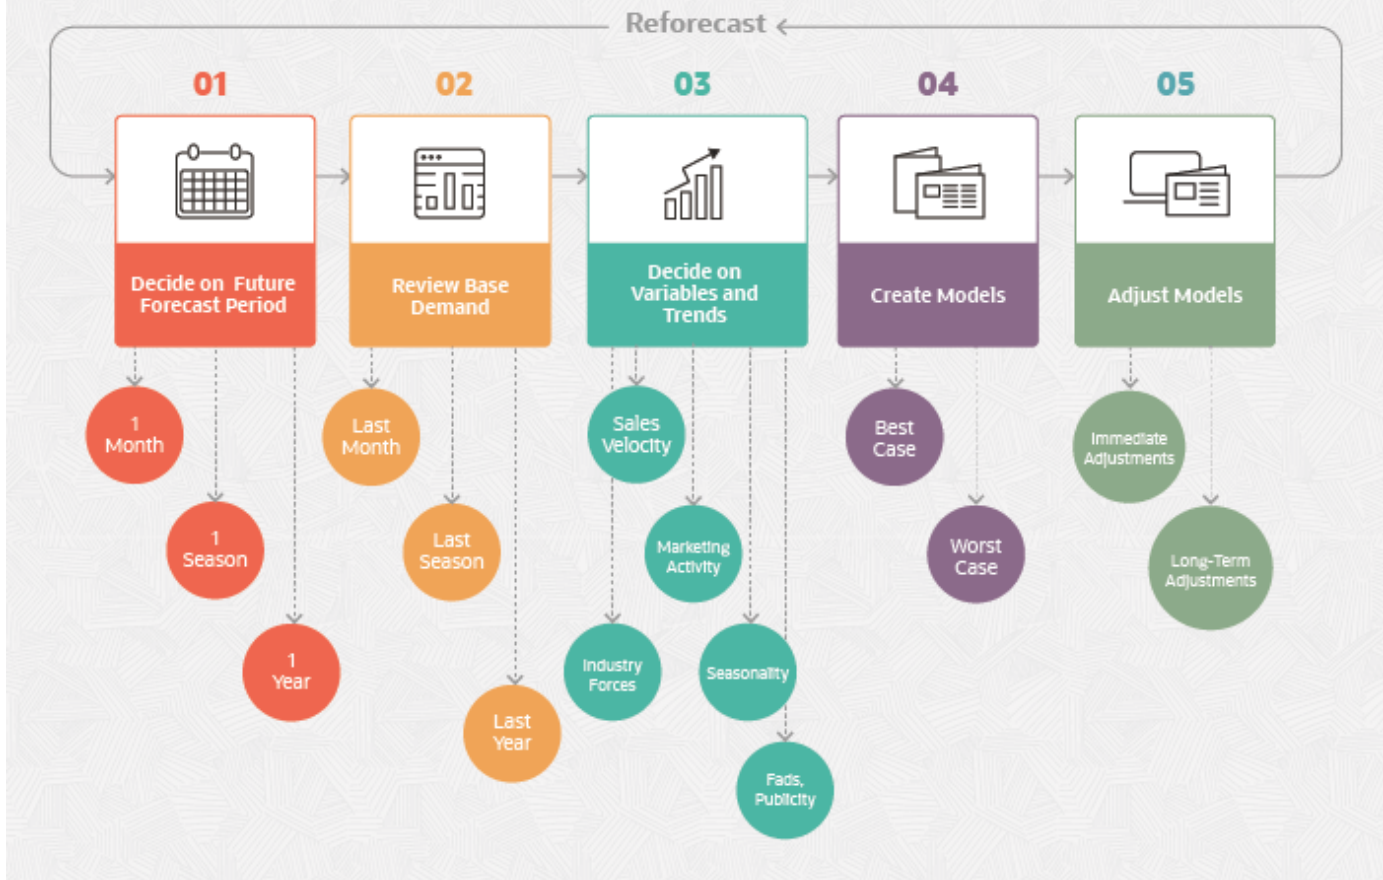 Reforecast
01
02
03
04
05
Decide on Future
Forecast Period
Review Base
Demand
Decide on
Variables and
Trends
Create Models
Adjust Models
1
Month
1
Season
1
Year
Last
Month
Last
Season
Last
Year
Sales
Velocity
Marketing
Activity
Industry
Forces
Seasonality
Fads,
Publicity
Best
Case
Worst
Case
Immediate
Adjustments
Long-Term
Adjustments